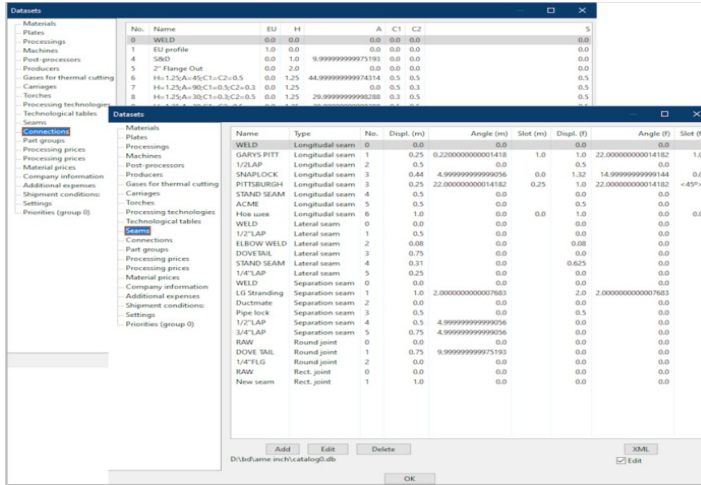 Datasets
Materials
Plates
Processings
Machines
Post-processors
Producers
Gases for thermal cutting
Carriages
Torches
Processing technologies
Technological tables
Seams
Connections
Part groups
Processing prices
Processing prices
Material prices
Company information
Additional expenses
Shipment conditions:
Settings
Priorities (group 0)
No. Name EU H A C1 C2 S
0 WELD 0.0 0.0 0.0 0.0 0.0 0.0
1 EU profile 1.0 0.0 0.0 0.0 0.0 0.0
4 S&D 0.0 1.0 9.999999999975193 0.0 0.0 0.0
5 2" Flange Out 0.0 2.0 0.0 0.0 0.0 0.0
6 H=1.25;A=45;C1=C2=0.5 0.0 1.25 44.999999999974314 0.5 0.5 0.5
7 H=1.25;A=90;C1=0.5;C2=0.3 0.0 1.25 0.0 0.5 0.3 0.5
8 H=1.25;A=30;C1=0.3;C2=0.5 0.0 1.25 29.99999999998288 0.3 0.5 0.5
Datasets
Materials
Plates
Processings
Machines
Post-processors
Producers
Gases for thermal cutting
Carriages
Torches
Processing technologies
Technological tables
Seams
Connections
Part groups
Processing prices
Processing prices
Material prices
Company information
Additional expenses
Shipment conditions:
Settings
Priorities (group 0)
Name Type No. Displ. (m) Angle (m) Slot (m) Displ. (f) Angle (f) Slot (f
WELD Longitudal seam 0 0.0 0.0 0.0 0.0
GARYS PITT Longitudal seam 1 0.25 0.2200000000001418 1.0 1.0 22.000000000014182 1.0
1/2LAP Longitudal seam 2 0.5 0.0 0.5 0.0
SNAPLOCK Longitudal seam 3 0.44 4.999999999999056 0.0 1.32 14.99999999999144 0.0
PITTSBURGH Longitudal seam 3 0.25 22.000000000014182 0.25 1.0 22.000000000014182 <45º>
STAND SEAM Longitudal seam 4 0.5 0.0 0.0 0.0
ACME Longitudal seam 5 0.5 0.0 0.5 0.0
Нов шев Longitudal seam 6 1.0 0.0 0.0 1.0 0.0 0.0
WELD Lateral seam 0 0.0 0.0 0.0 0.0
1/2"LAP Lateral seam 1 0.5 0.0 0.0 0.0
ELBOW WELD Lateral seam 2 0.08 0.0 0.08 0.0
DOVETAIL Lateral seam 3 0.75 0.0 0.0 0.0
STAND SEAM Lateral seam 4 0.31 0.0 0.625 0.0
1/4"LAP Lateral seam 5 0.25 0.0 0.0 0.0
WELD Separation seam 0 0.0 0.0 0.0 0.0
LG Stranding Separation seam 1 1.0 2.0000000000007683 2.0 2.0000000000007683
Ductmate Separation seam 2 0.0 0.0 0.0 0.0
Pipe lock Separation seam 3 0.5 0.0 0.5 0.0
1/2"LAP Separation seam 4 0.5 4.999999999999056 0.0 0.0
3/4"LAP Separation seam 5 0.75 4.999999999999056 0.0 0.0
RAW Round joint 0 0.0 0.0 0.0 0.0
DOVE TAIL Round joint 1 0.75 9.999999999975193 0.0 0.0
1/4"FLG Round joint 2 0.0 0.0 0.0 0.0
RAW Rect. joint 0 0.0 0.0 0.0 0.0
New seam Rect. joint 1 1.0 0.0 0.0 0.0
Add Edit Delete XML
D:\bd\ame inch\catalog0.db Edit
OK